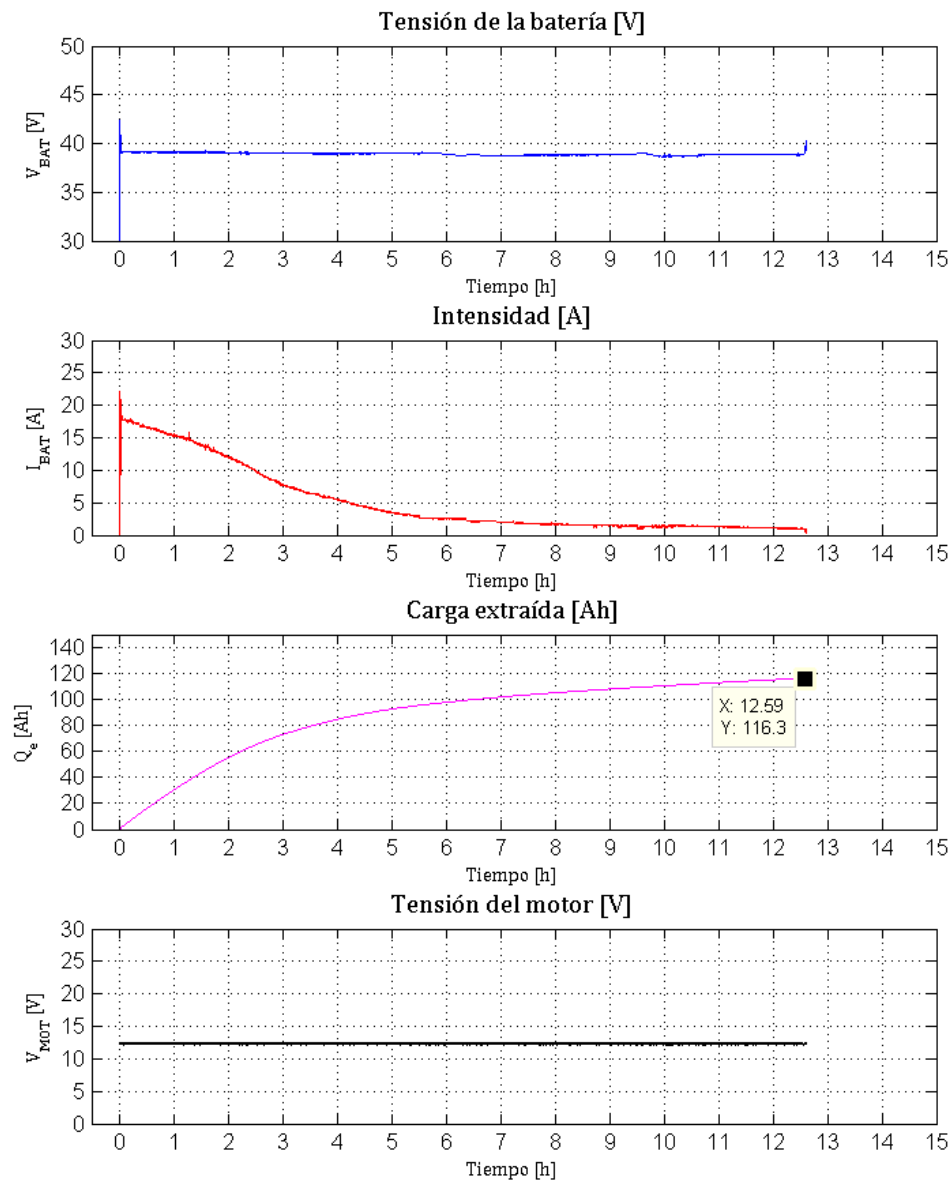 Tensión de la batería [V]
50
45
40
35
30
V_BAT [V]
0 1 2 3 4 5 6 7 8 9 10 11 12 13 14 15
Tiempo [h]
Intensidad [A]
30
25
20
15
10
5
0
I_BAT [A]
0 1 2 3 4 5 6 7 8 9 10 11 12 13 14 15
Tiempo [h]
Carga extraída [Ah]
140
120
100
80
60
40
20
0
Q_e [Ah]
X: 12.59
Y: 116.3
0 1 2 3 4 5 6 7 8 9 10 11 12 13 14 15
Tiempo [h]
Tensión del motor [V]
30
25
20
15
10
5
0
V_MOT [V]
0 1 2 3 4 5 6 7 8 9 10 11 12 13 14 15
Tiempo [h]